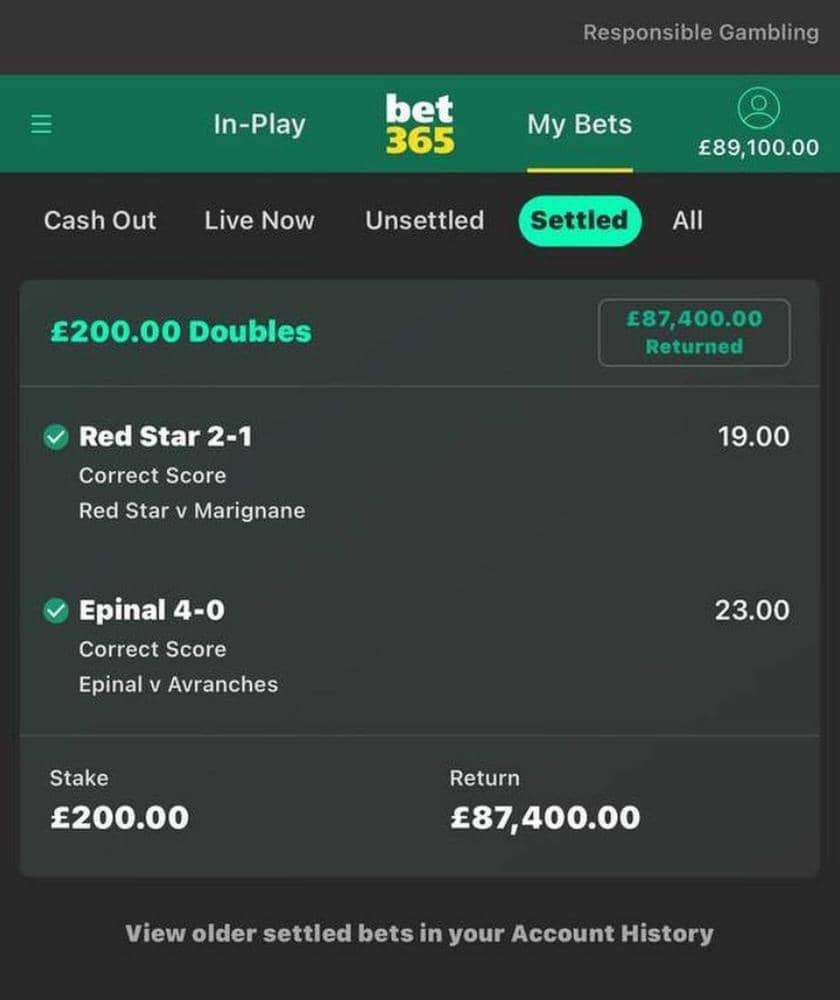 Responsible Gambling
In-Play
bet
365
My Bets
£89,100.00
Cash Out
Live Now
Unsettled
Settled
All
£200.00 Doubles
£87,400.00
Returned
Red Star 2-1
19.00
Correct Score
Red Star v Marignane
Epinal 4-0
23.00
Correct Score
Epinal v Avranches
Stake
Return
£200.00
£87,400.00
View older settled bets in your Account History